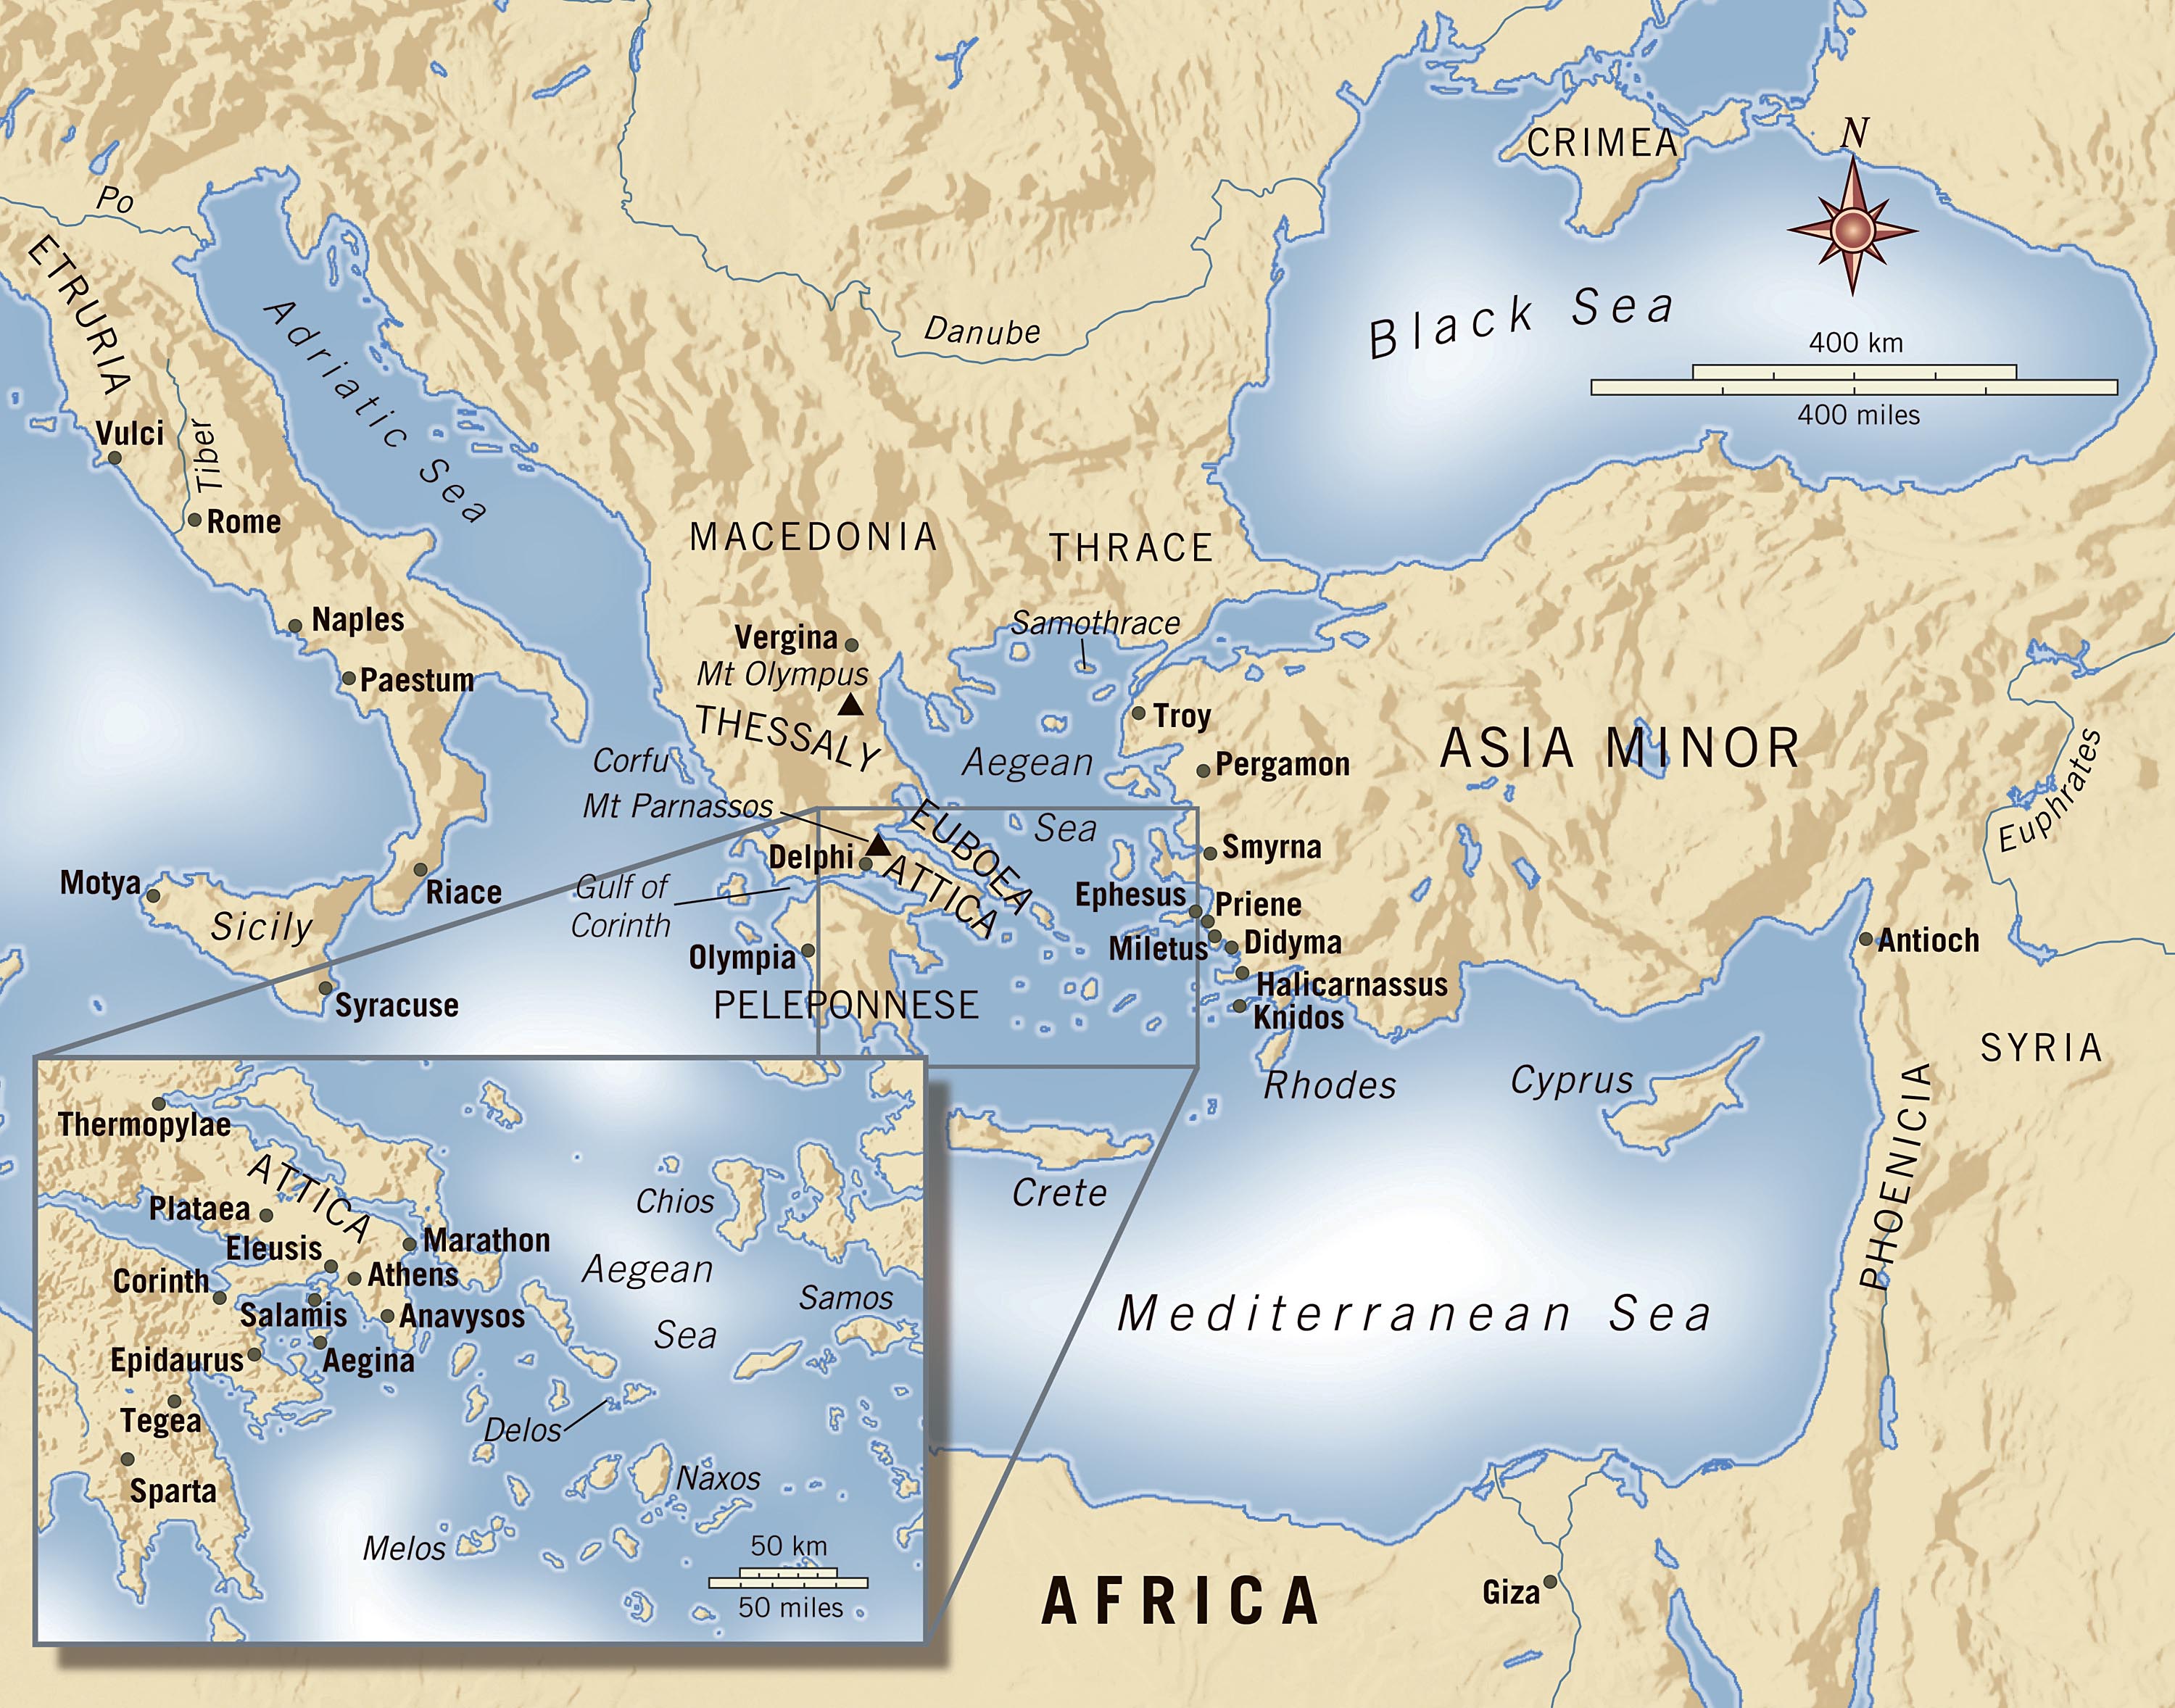 CRIMEA
N
Po
ETRURIA
Adriatic Sea
Danube
Black Sea
400 km
400 miles
Vulci
Tiber
Rome
MACEDONIA
THRACE
Naples
Samothrace
Vergina
Mt Olympus
Paestum
THESSALY
Troy
ASIA MINOR
Corfu
Aegean
Sea
Pergamon
Euphrates
Mt Parnassos
EUBOEA
Smyrna
Delphi
ATTICA
Motya
Riace
Gulf of
Corinth
Ephesus
Priene
Sicily
Olympia
Miletus
Didyma
Antioch
Syracuse
PELEPONNESE
Halicarnassus
Knidos
SYRIA
Rhodes
Cyprus
PHOENICIA
Crete
Mediterranean Sea
AFRICA
Giza
Thermopylae
ATTICA
Chios
Plataea
Eleusis
Marathon
Aegean
Sea
Corinth
Athens
Samos
Salamis
Anavysos
Epidaurus
Aegina
Tegea
Delos
Sparta
Naxos
Melos
50 km
50 miles